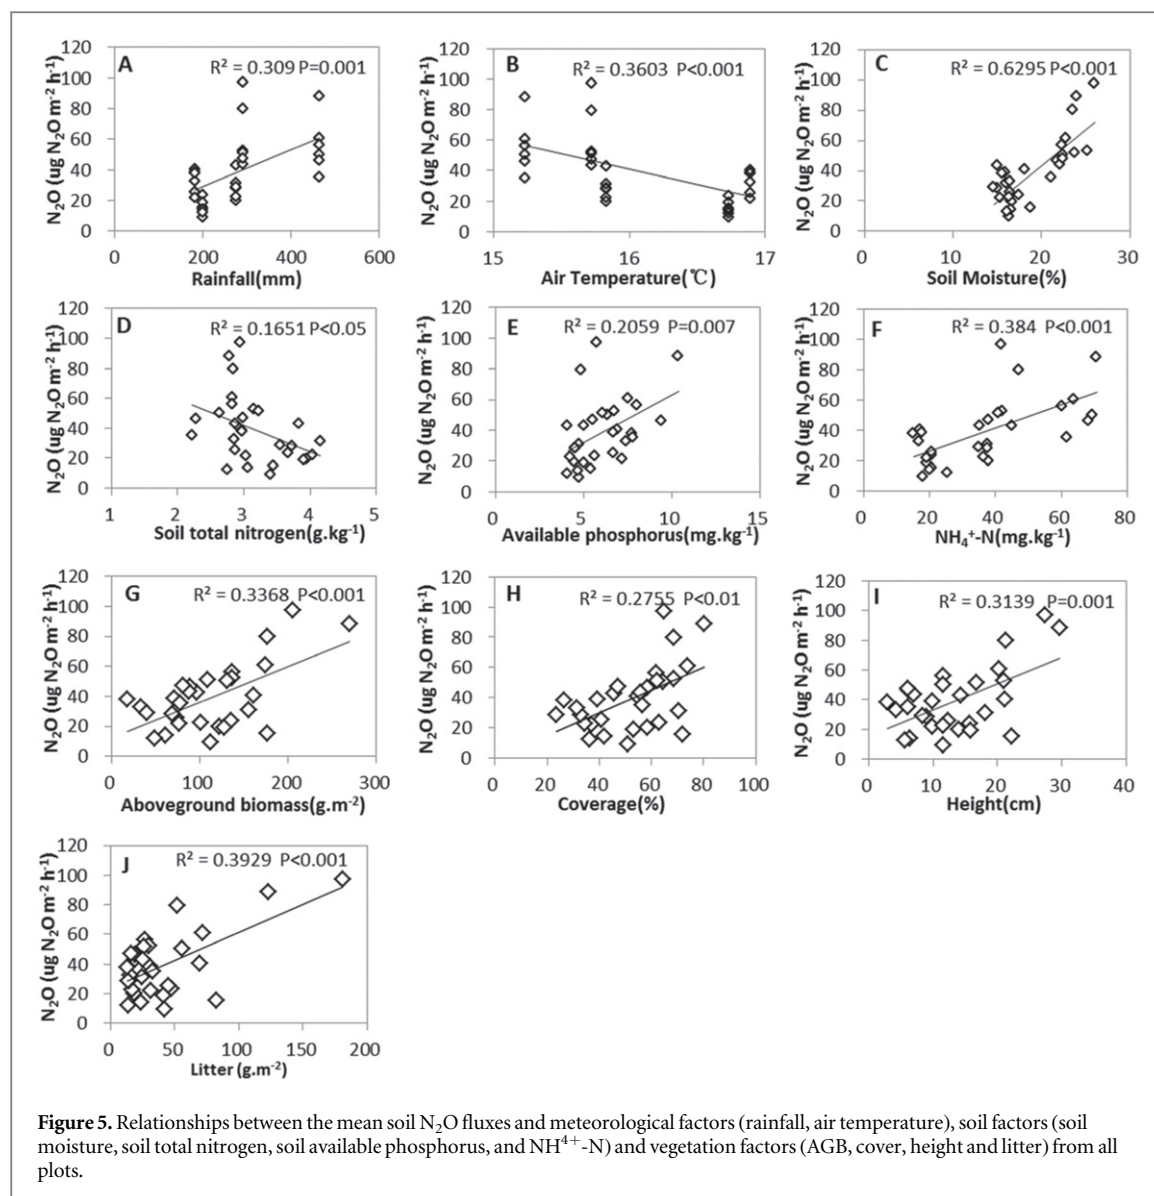 A
R² = 0.309 P=0.001
N₂O (ug N₂O m⁻² h⁻¹)
120
100
80
60
40
20
0
0 200 400 600
Rainfall(mm)
B
R² = 0.3603 P<0.001
N₂O (ug N₂O m⁻² h⁻¹)
120
100
80
60
40
20
0
15 16 17
Air Temperature(℃)
C
R² = 0.6295 P<0.001
N₂O (ug N₂O m⁻² h⁻¹)
120
100
80
60
40
20
0
0 10 20 30
Soil Moisture(%)
D
R² = 0.1651 P<0.05
N₂O (ug N₂O m⁻² h⁻¹)
120
100
80
60
40
20
0
1 2 3 4 5
Soil total nitrogen(g.kg⁻¹)
E
R² = 0.2059 P=0.007
N₂O (ug N₂O m⁻² h⁻¹)
120
100
80
60
40
20
0
0 5 10 15
Available phosphorus(mg.kg⁻¹)
F
R² = 0.384 P<0.001
N₂O (ug N₂O m⁻² h⁻¹)
120
100
80
60
40
20
0
0 20 40 60 80
NH₄⁺-N(mg.kg⁻¹)
G
R² = 0.3368 P<0.001
N₂O (ug N₂O m⁻² h⁻¹)
120
100
80
60
40
20
0
0 100 200 300
Aboveground biomass(g.m⁻²)
H
R² = 0.2755 P<0.01
N₂O (ug N₂O m⁻² h⁻¹)
120
100
80
60
40
20
0
0 20 40 60 80 100
Coverage(%)
I
R² = 0.3139 P=0.001
N₂O (ug N₂O m⁻² h⁻¹)
120
100
80
60
40
20
0
0 10 20 30 40
Height(cm)
J
R² = 0.3929 P<0.001
N₂O (ug N₂O m⁻² h⁻¹)
120
100
80
60
40
20
0
0 50 100 150 200
Litter (g.m⁻²)
Figure 5. Relationships between the mean soil N₂O fluxes and meteorological factors (rainfall, air temperature), soil factors (soil
moisture, soil total nitrogen, soil available phosphorus, and NH⁴⁺-N) and vegetation factors (AGB, cover, height and litter) from all
plots.